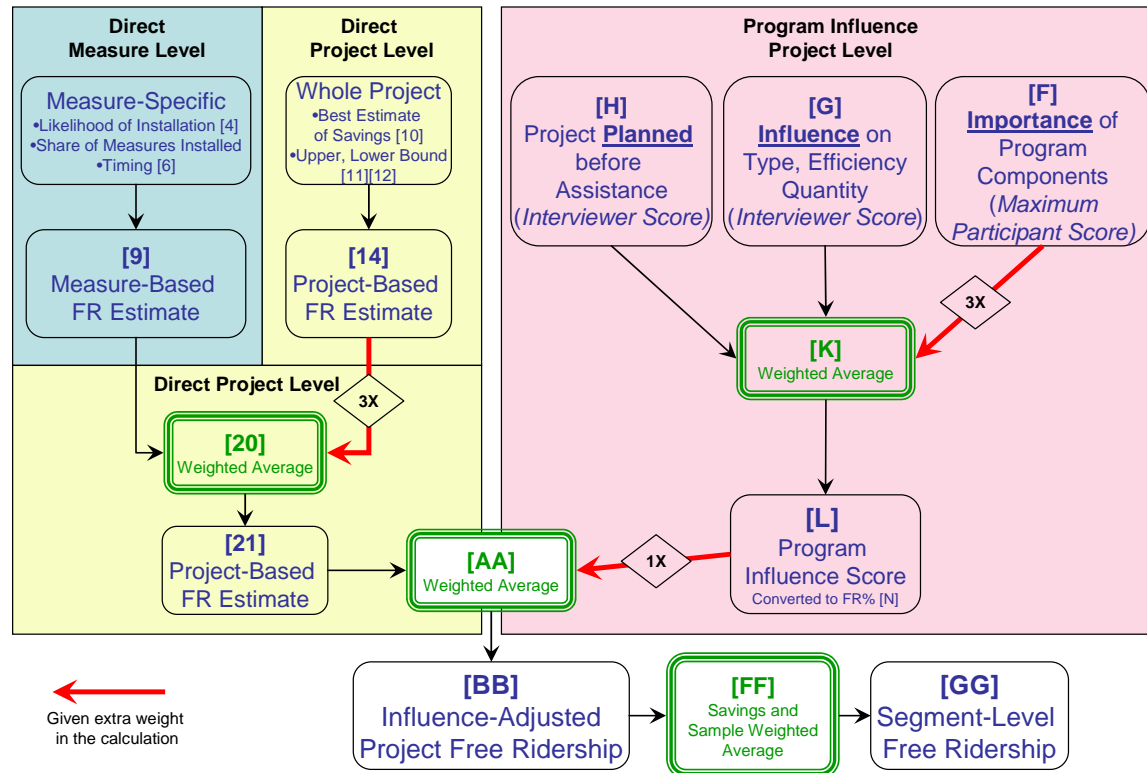 Direct
Measure Level
Measure-Specific
•Likelihood of Installation [4]
•Share of Measures Installed
•Timing [6]
[9]
Measure-Based
FR Estimate
Direct
Project Level
Whole Project
•Best Estimate
of Savings [10]
•Upper, Lower Bound
[11][12]
[14]
Project-Based
FR Estimate
Direct Project Level
3X
[20]
Weighted Average
[21]
Project-Based
FR Estimate
Program Influence
Project Level
[H]
Project Planned
before
Assistance
(Interviewer Score)
[G]
Influence on
Type, Efficiency
Quantity
(Interviewer Score)
[F]
Importance of
Program
Components
(Maximum
Participant Score)
3X
[K]
Weighted Average
[L]
Program
Influence Score
Converted to FR% [N]
1X
[AA]
Weighted Average
[BB]
Influence-Adjusted
Project Free Ridership
[FF]
Savings and
Sample Weighted
Average
[GG]
Segment-Level
Free Ridership
Given extra weight
in the calculation